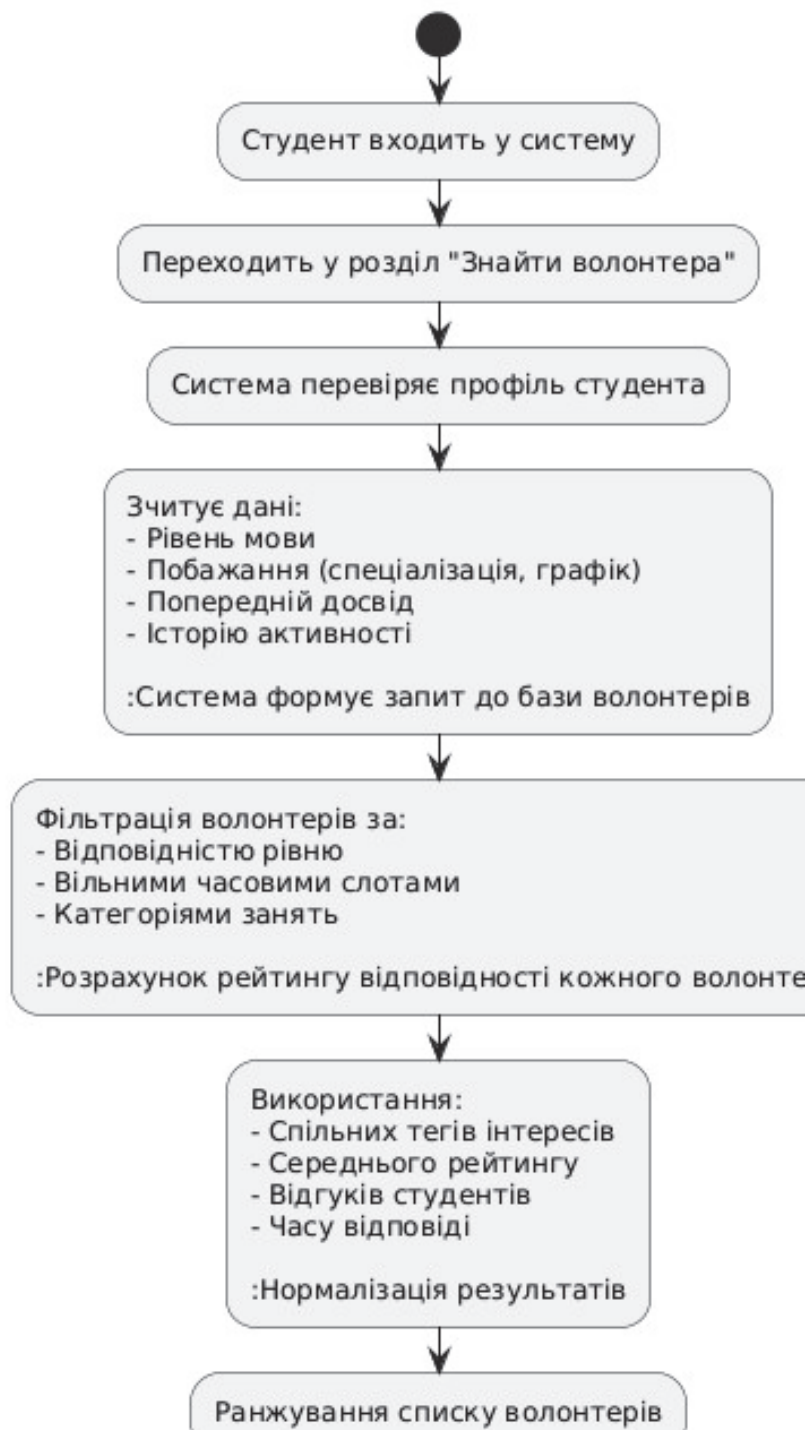 Студент входить у систему
Переходить у розділ "Знайти волонтера"
Система перевіряє профіль студента
Зчитує дані:
- Рівень мови
- Побажання (спеціалізація, графік)
- Попередній досвід
- Історію активності
:Система формує запит до бази волонтерів
Фільтрація волонтерів за:
- Відповідністю рівню
- Вільними часовими слотами
- Категоріями занять
:Розрахунок рейтингу відповідності кожного
Використання:
- Спільних тегів інтересів
- Середнього рейтингу
- Відгуків студентів
- Часу відповіді
:Нормалізація результатів
Ранжування списку волонтерів